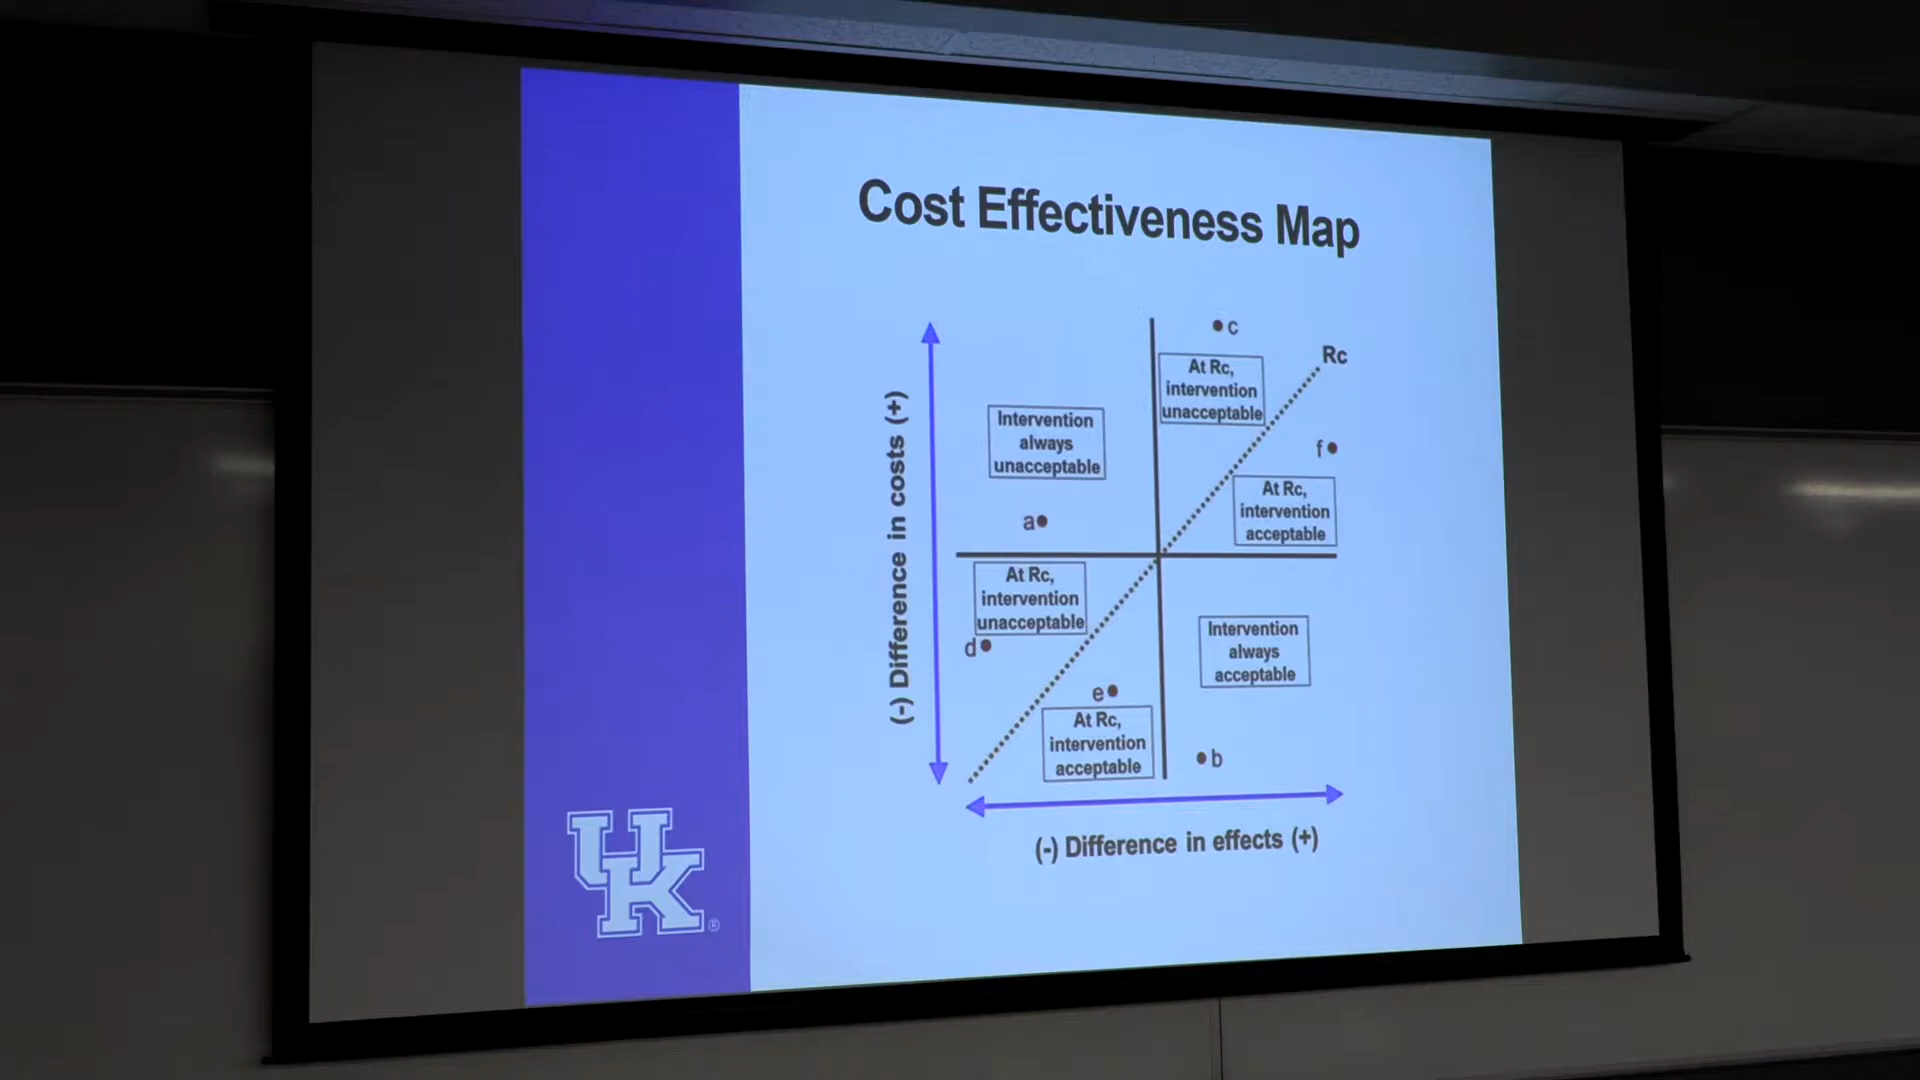 Cost Effectiveness Map
c
Rc
At Rc,
intervention
unacceptable
Intervention
always
unacceptable
f
At Rc,
intervention
acceptable
a
(-) Difference in costs (+)
At Rc,
intervention
unacceptable
d
Intervention
always
acceptable
e
At Rc,
intervention
acceptable
b
(-) Difference in effects (+)
UK
®